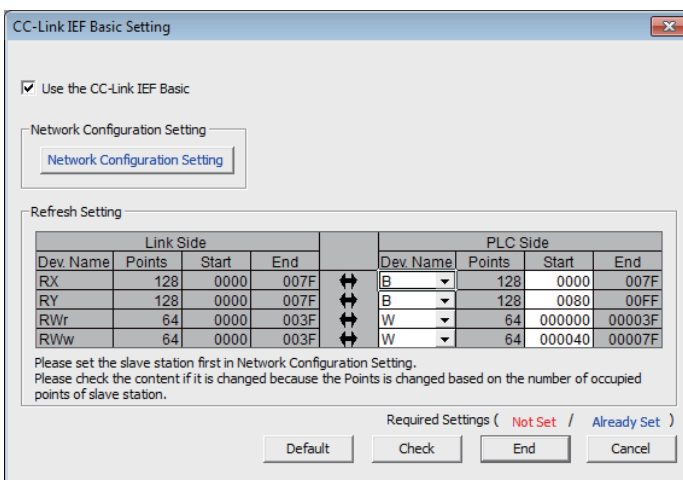 CC-Link IEF Basic Setting
Use the CC-Link IEF Basic
Network Configuration Setting
Network Configuration Setting
Refresh Setting
Link Side PLC Side
Dev. Name Points Start End Dev. Name Points Start End
RX 128 0000 007F B 128 0000 007F
RY 128 0000 007F B 128 0080 00FF
RWr 64 0000 003F W 64 000000 00003F
RWw 64 0000 003F W 64 000040 00007F
Please set the slave station first in Network Configuration Setting.
Please check the content if it is changed because the Points is changed based on the number of occupied
points of slave station.
Required Settings ( Not Set / Already Set )
Default Check End Cancel